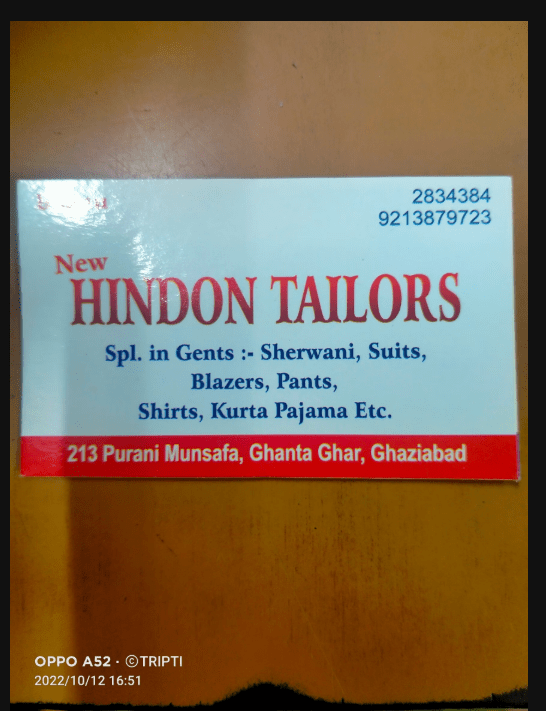 2834384
9213879723
New
HINDON TAILORS
Spl. in Gents :- Sherwani, Suits,
Blazers, Pants,
Shirts, Kurta Pajama Etc.
213 Purani Munsafa, Ghanta Ghar, Ghaziabad
OPPO A52 · ©TRIPTI
2022/10/12 16:51